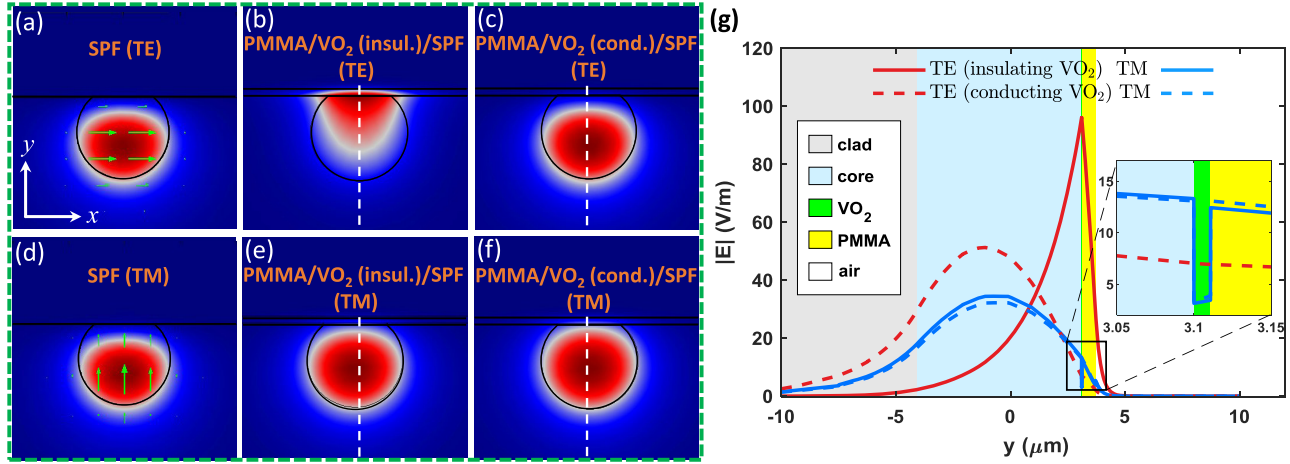 (a)
SPF (TE)
y
x
(b)
PMMA/VO₂ (insul.)/SPF
(TE)
(c)
PMMA/VO₂ (cond.)/SPF
(TE)
(d)
SPF (TM)
(e)
PMMA/VO₂ (insul.)/SPF
(TM)
(f)
PMMA/VO₂ (cond.)/SPF
(TM)
(g)
TE (insulating VO₂) TM
TE (conducting VO₂) TM
clad
core
VO₂
PMMA
air
|E| (V/m)
120
100
80
60
40
20
0
-10 -5 0 5 10
y (μm)
15
10
5
3.05 3.1 3.15